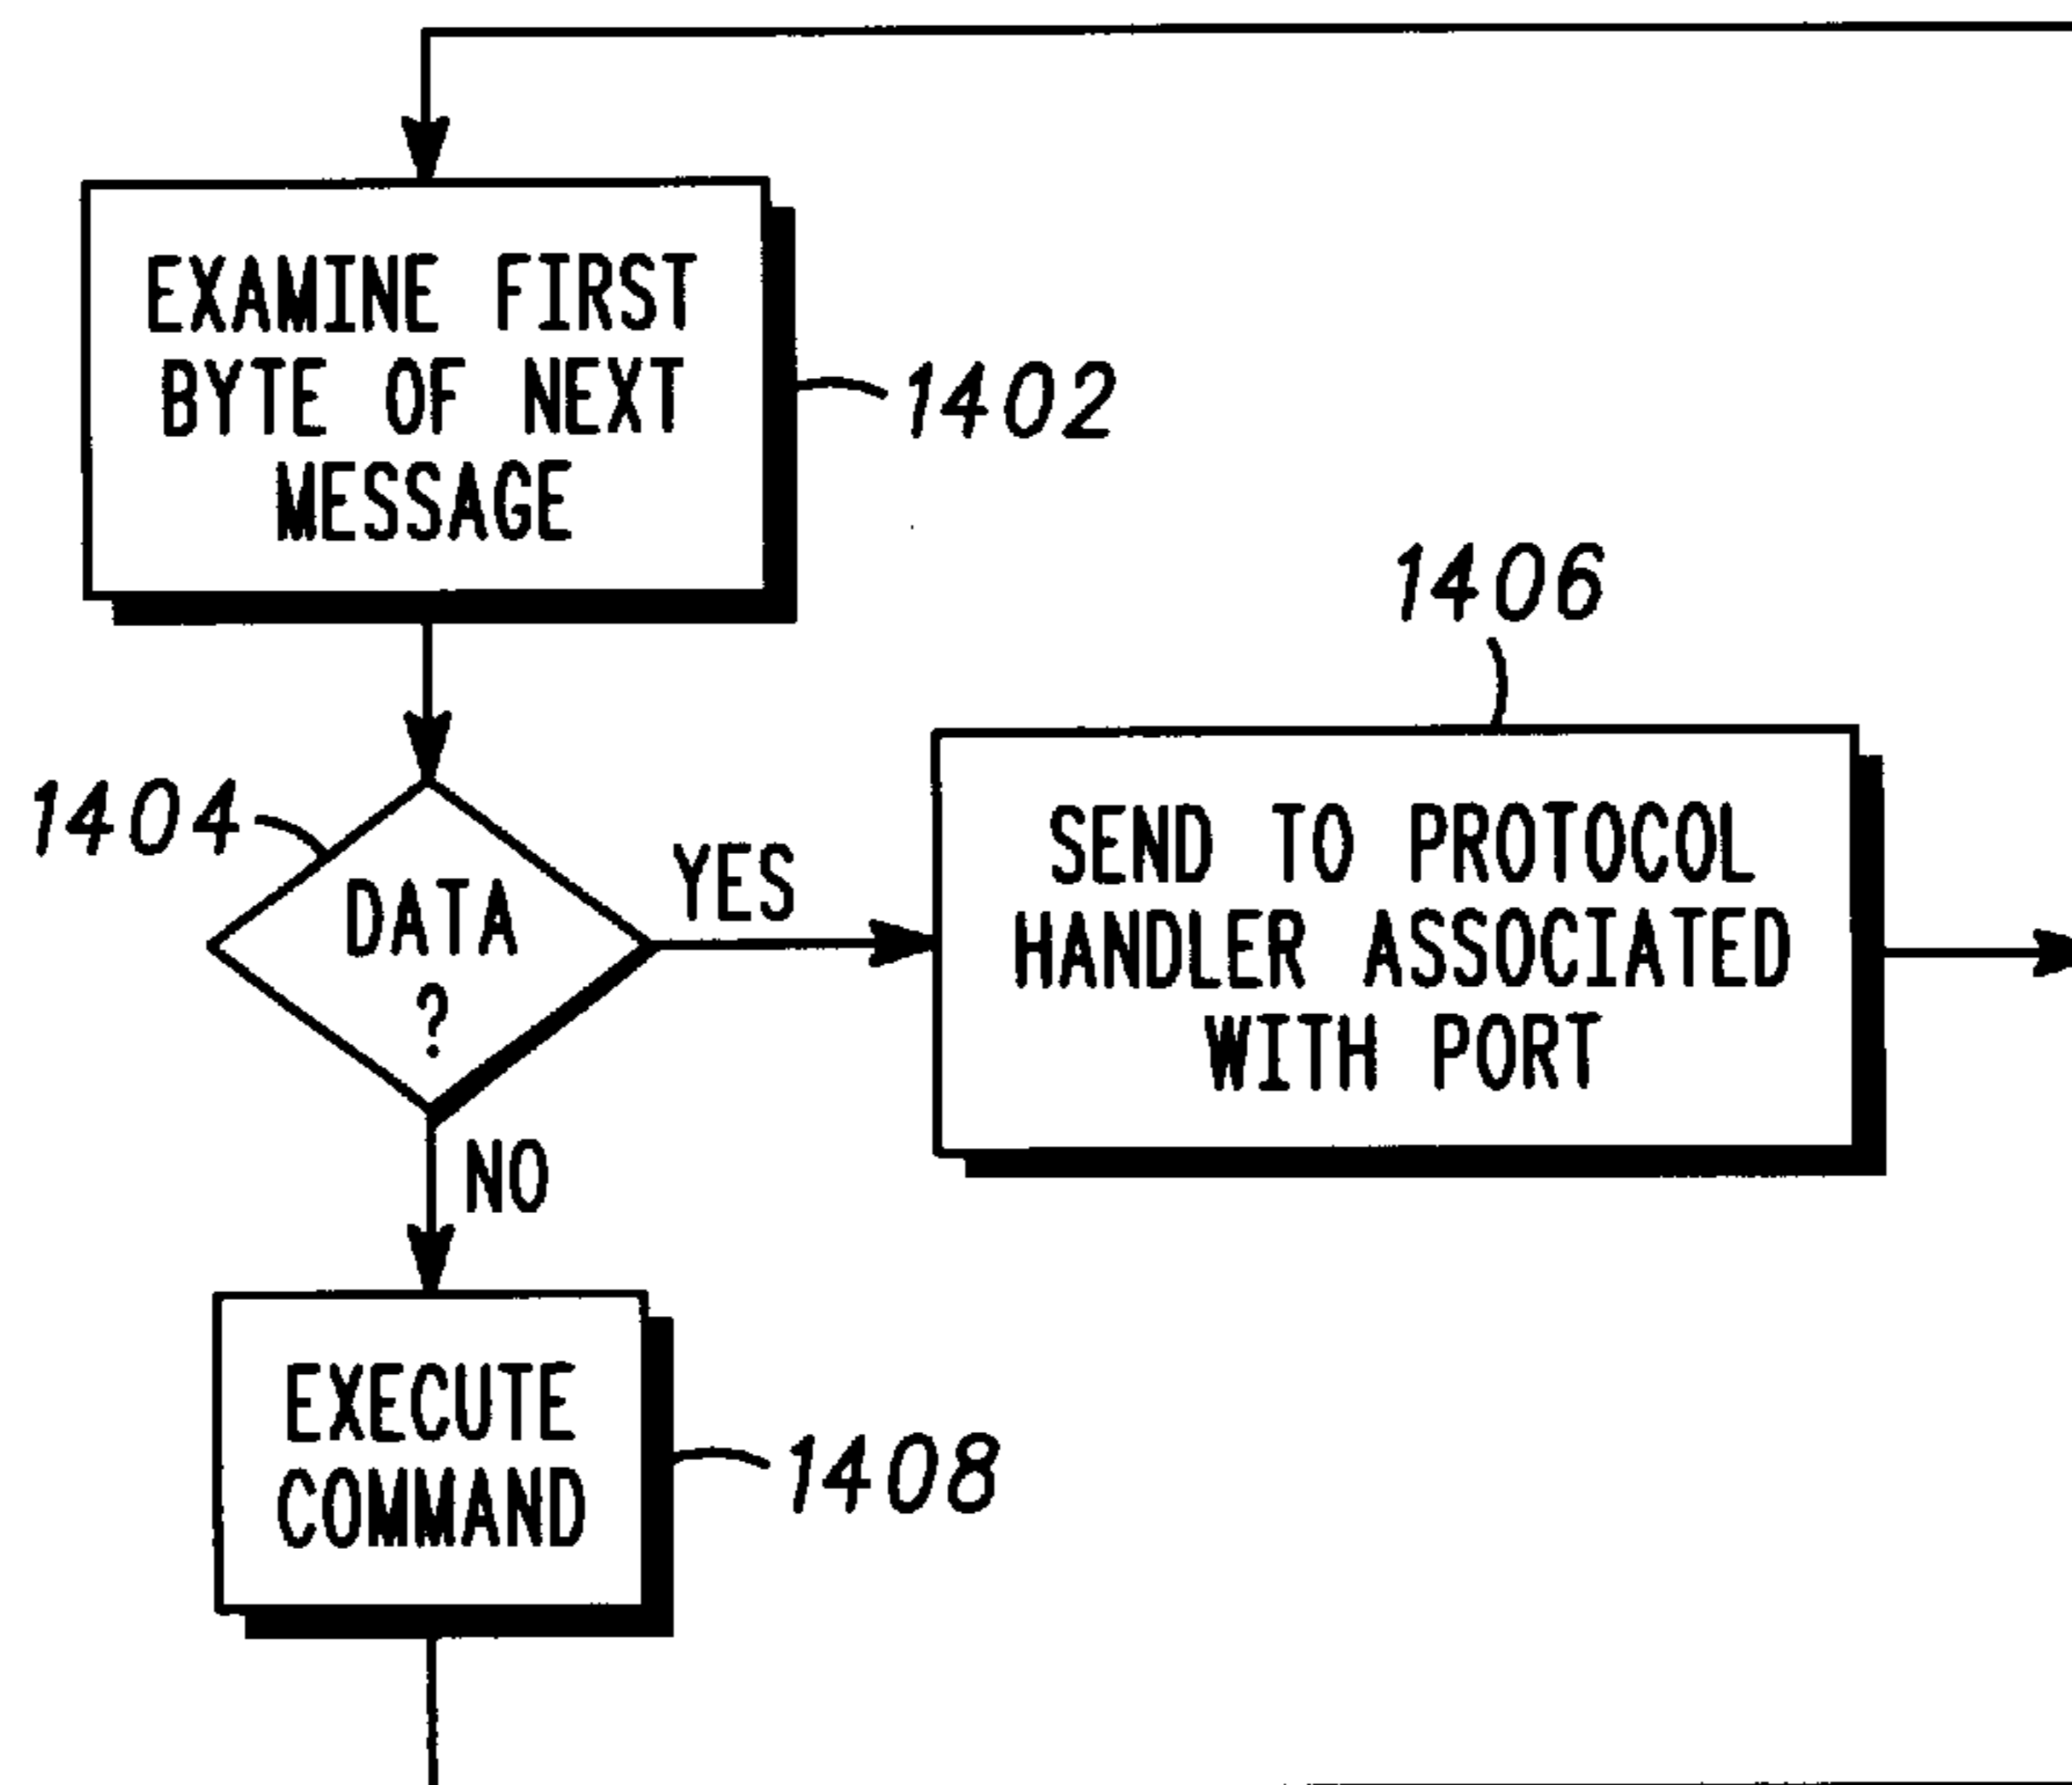 EXAMINE FIRST
BYTE OF NEXT
MESSAGE
1402
1404
DATA
?
YES
NO
1406
SEND TO PROTOCOL
HANDLER ASSOCIATED
WITH PORT
EXECUTE
COMMAND
1408